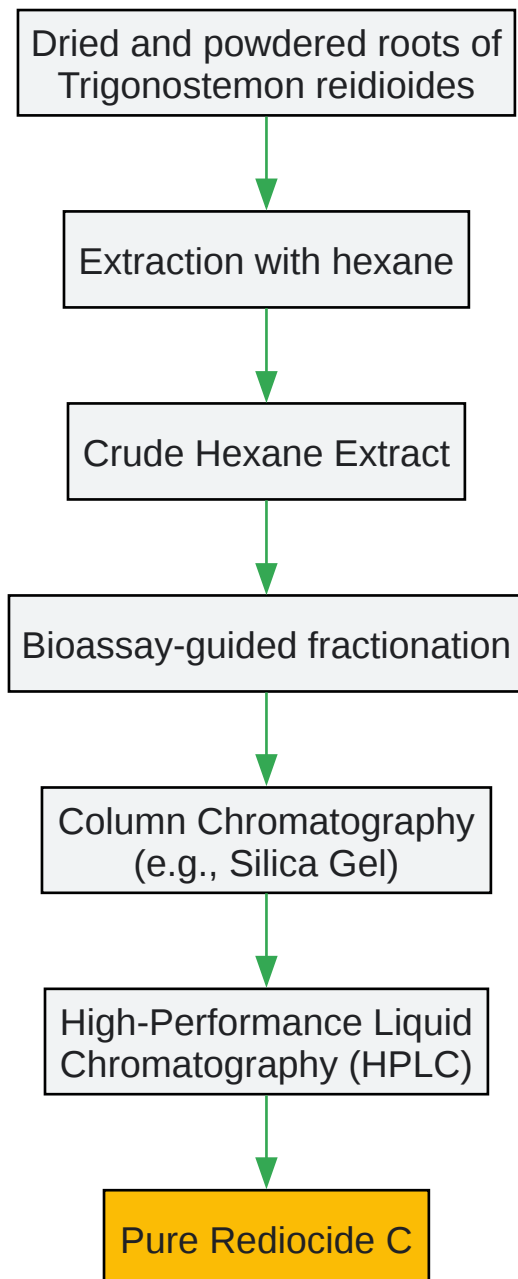 Dried and powdered roots of
Trigonostemon reidioides
Extraction with hexane
Crude Hexane Extract
Bioassay-guided fractionation
Column Chromatography
(e.g., Silica Gel)
High-Performance Liquid
Chromatography (HPLC)
Pure Rediocide C